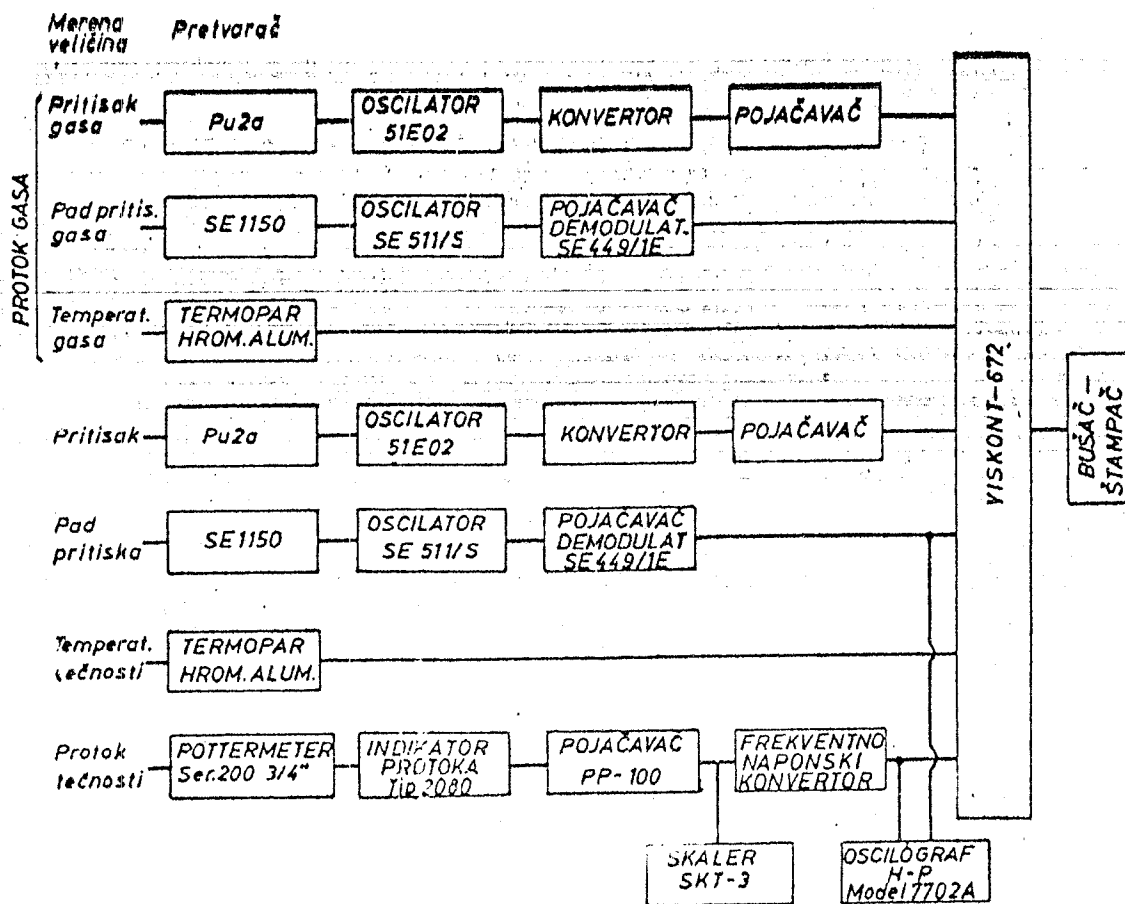 Merena
veličina
Pretvarač
PROTOK GASA
Pritisak
gasa
Pu2a
OSCILATOR
51E02
KONVERTOR
POJAČAVAČ
Pad pritis.
gasa
SE1150
OSCILATOR
SE 511/S
POJAČAVAČ
DEMODULAT.
SE449/1E
Temperat.
gasa
TERMOPAR
HROM.ALUM.
Pritisak
Pu2a
OSCILATOR
51E02
KONVERTOR
POJAČAVAČ
Pad
pritiska
SE1150
OSCILATOR
SE 511/S
POJAČAVAČ
DEMODULAT
SE449/1E
Temperat.
tečnosti
TERMOPAR
HROM.ALUM.
Protok
tečnosti
POTTERMETER
Ser.200 3/4"
INDIKATOR
PROTOKA
Tip 2080
POJAČAVAČ
PP-100
FREKVENTNO
NAPONSKI
KONVERTOR
SKALER
SKT-3
OSCILOGRAF
H-P
Model 7702A
VISKONT-672
BUŠAČ-
ŠTAMPAČ